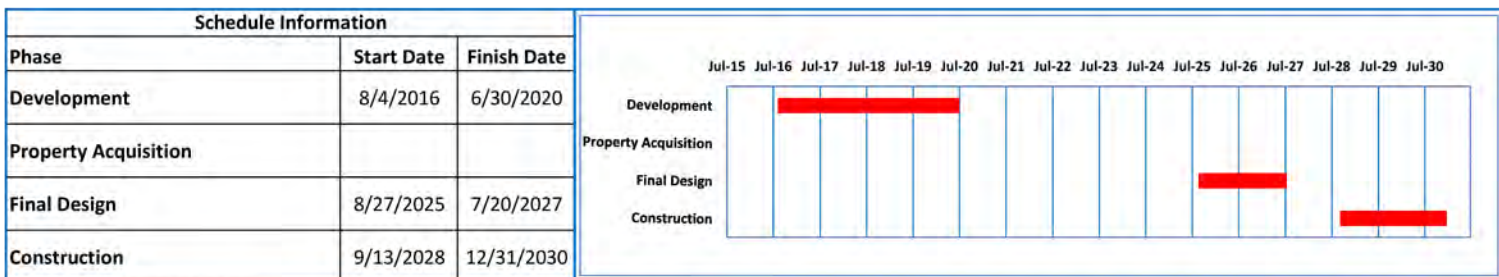 Schedule Information
Phase Start Date Finish Date
Development 8/4/2016 6/30/2020
Property Acquisition
Final Design 8/27/2025 7/20/2027
Construction 9/13/2028 12/31/2030
Jul-15 Jul-16 Jul-17 Jul-18 Jul-19 Jul-20 Jul-21 Jul-22 Jul-23 Jul-24 Jul-25 Jul-26 Jul-27 Jul-28 Jul-29 Jul-30
Development
Property Acquisition
Final Design
Construction